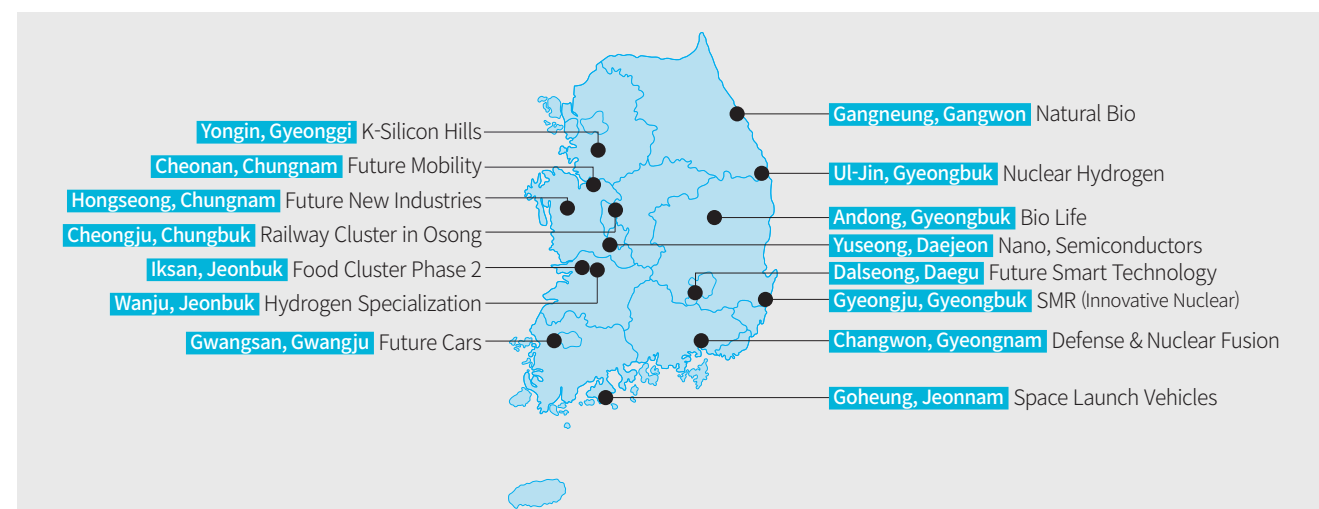 Yongin, Gyeonggi K-Silicon Hills
Cheonan, Chungnam Future Mobility
Hongseong, Chungnam Future New Industries
Cheongju, Chungbuk Railway Cluster in Osong
Iksan, Jeonbuk Food Cluster Phase 2
Wanju, Jeonbuk Hydrogen Specialization
Gwangsan, Gwangju Future Cars
Gangneung, Gangwon Natural Bio
Ul-Jin, Gyeongbuk Nuclear Hydrogen
Andong, Gyeongbuk Bio Life
Yuseong, Daejeon Nano, Semiconductors
Dalseong, Daegu Future Smart Technology
Gyeongju, Gyeongbuk SMR (Innovative Nuclear)
Changwon, Gyeongnam Defense & Nuclear Fusion
Goheung, Jeonnam Space Launch Vehicles